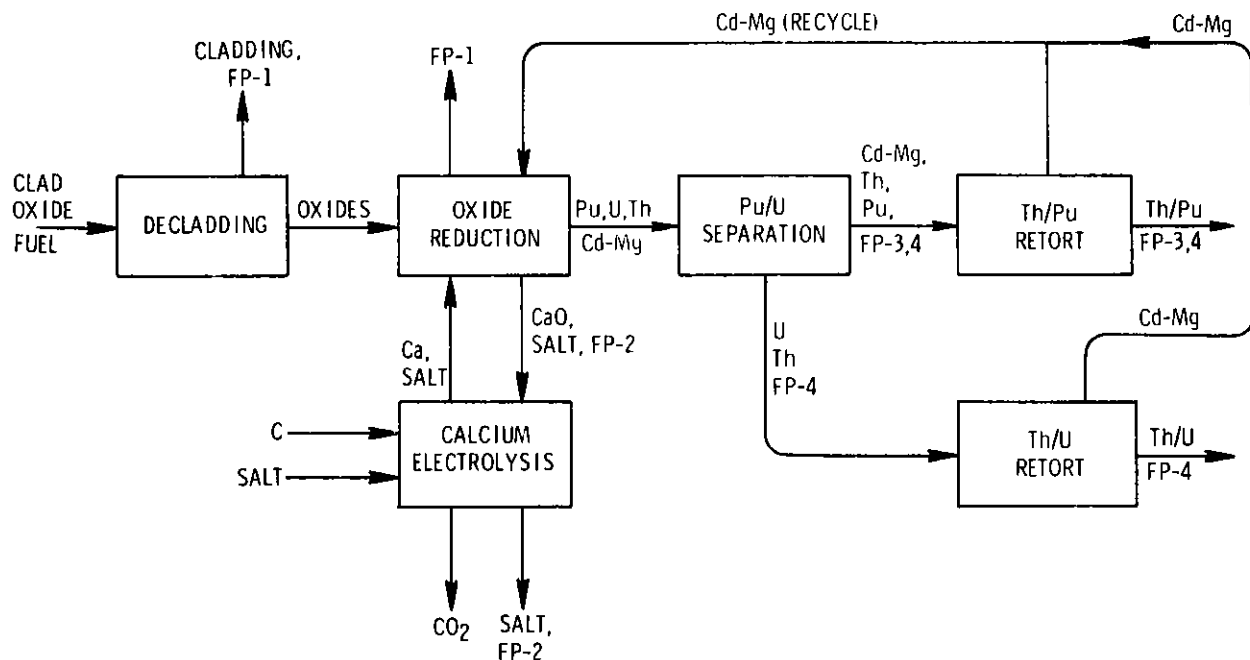 Cd-Mg (RECYCLE)
Cd-Mg
CLADDING,
FP-1
FP-1
CLAD
OXIDE
FUEL
DECLADDING
OXIDES
OXIDE
REDUCTION
Pu,U,Th
Cd-My
Pu/U
SEPARATION
Cd-Mg,
Th,
Pu,
FP-3,4
Th/Pu
RETORT
Th/Pu
FP-3,4
Ca,
SALT
CaO,
SALT, FP-2
U
Th
FP-4
Cd-Mg
C
SALT
CALCIUM
ELECTROLYSIS
Th/U
RETORT
Th/U
FP-4
CO₂
SALT,
FP-2